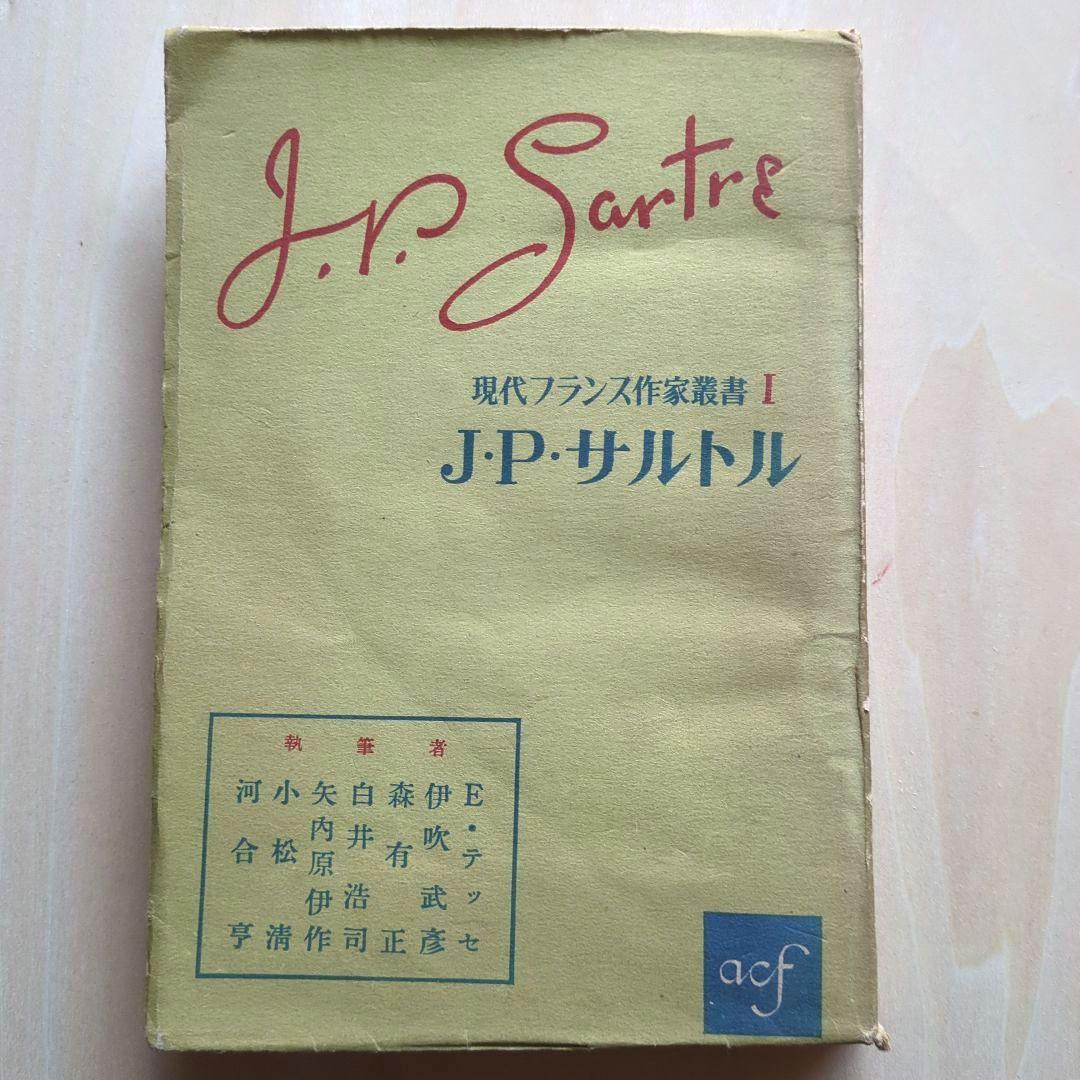 J.P. Sartre
現代フランス作家叢書 I
J・P・サルトル
執筆者
E・テッセ
伊吹武彦
森有正
白井浩司
矢内原伊作
小松清
河合亨
acf